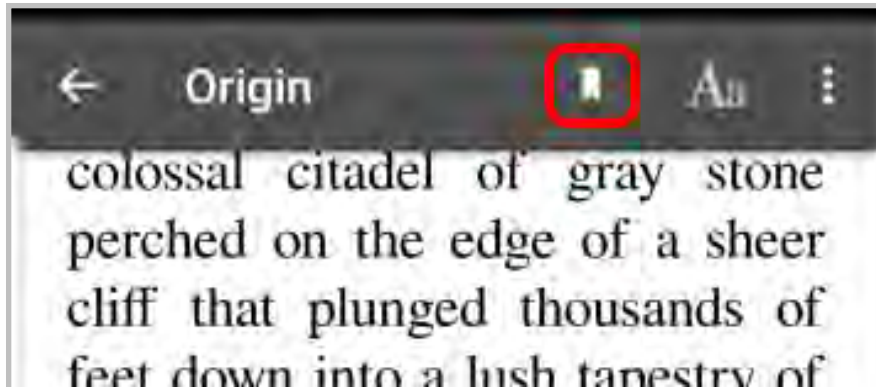 Origin Aa
colossal citadel of gray stone
perched on the edge of a sheer
cliff that plunged thousands of
feet down into a lush tapestry of